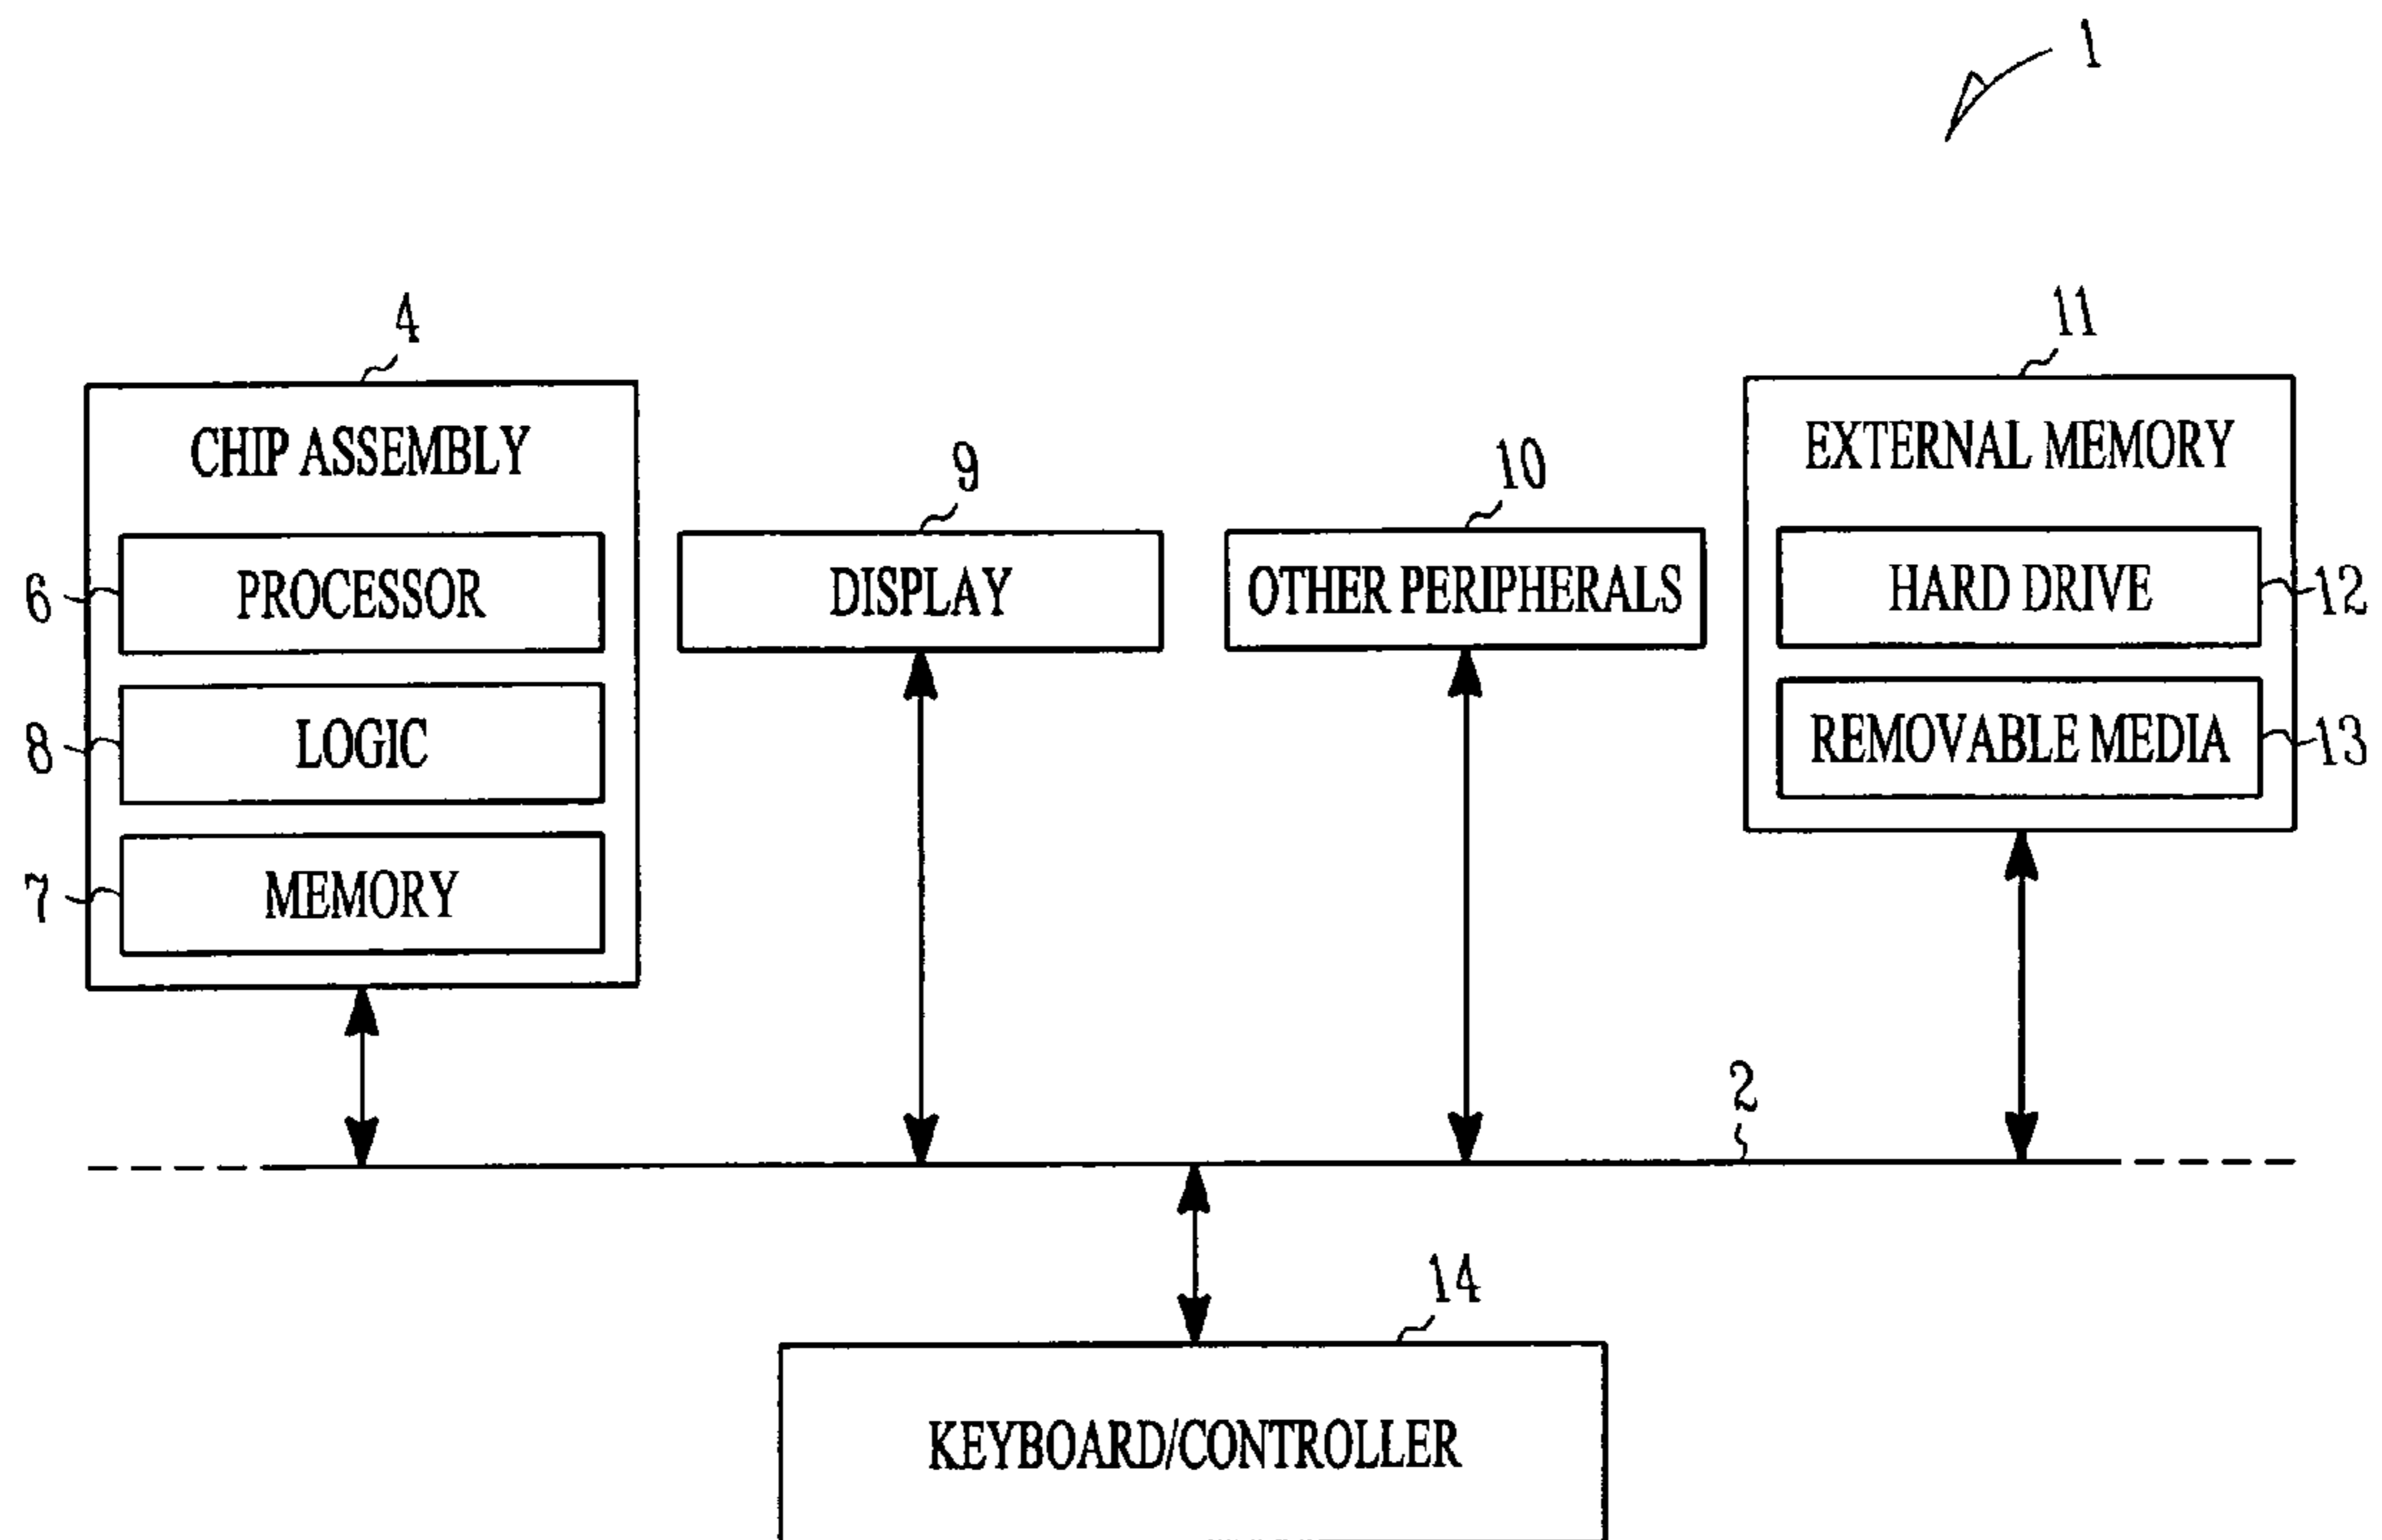 1
4
CHIP ASSEMBLY
6
PROCESSOR
8
LOGIC
7
MEMORY
9
DISPLAY
10
OTHER PERIPHERALS
11
EXTERNAL MEMORY
HARD DRIVE
12
REMOVABLE MEDIA
13
2
14
KEYBOARD/CONTROLLER